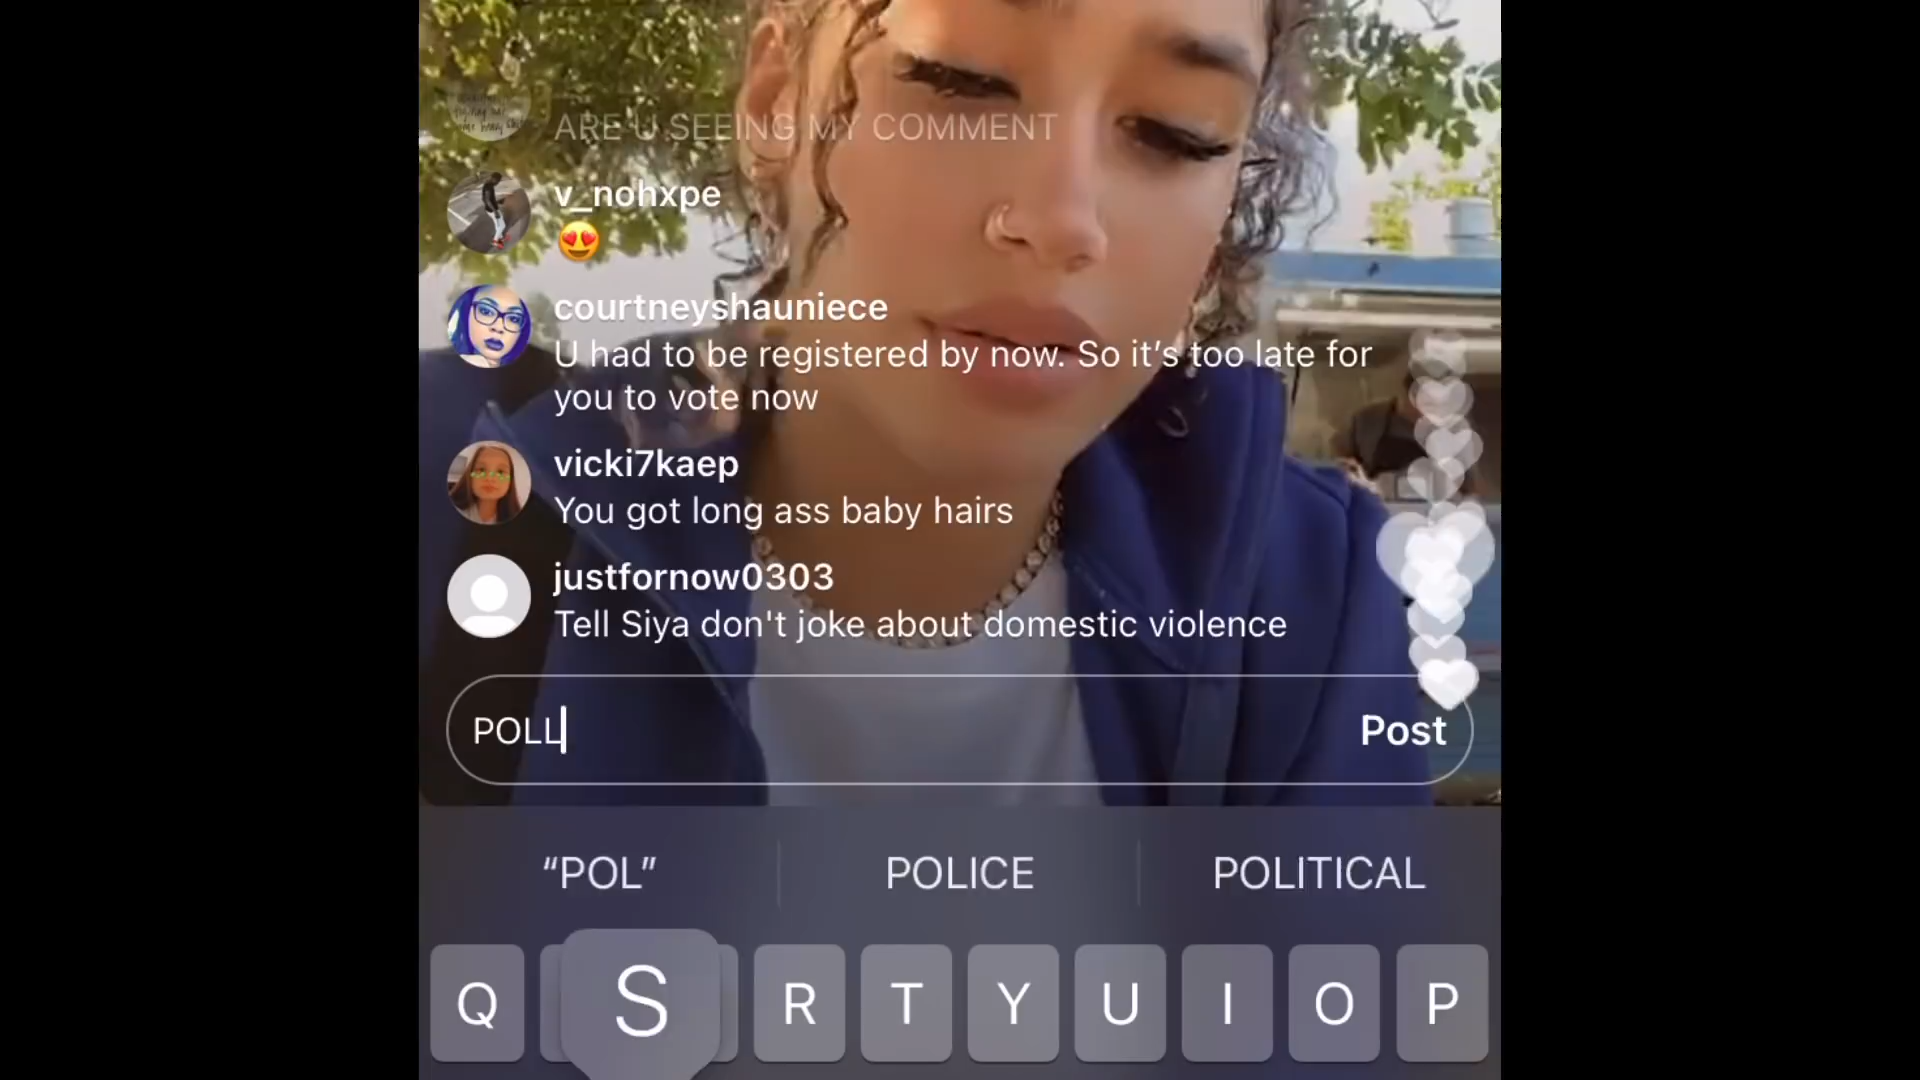 ARE U SEEING MY COMMENT
v_nohxpe
courtneyshauniece
U had to be registered by now. So it’s too late for
you to vote now
vicki7kaep
You got long ass baby hairs
justfornow0303
Tell Siya don't joke about domestic violence
POLL
Post
“POL”
POLICE
POLITICAL
Q S R T Y U I O P